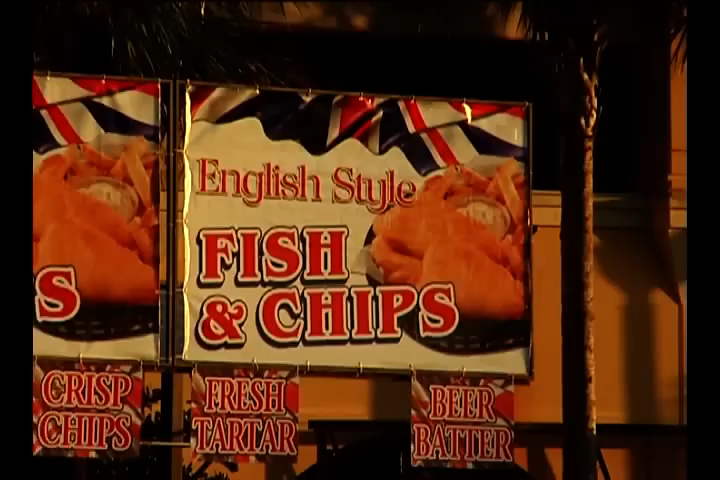 English Style
FISH
& CHIPS
S
CRISP
CHIPS
FRESH
TARTAR
BEER
BATTER